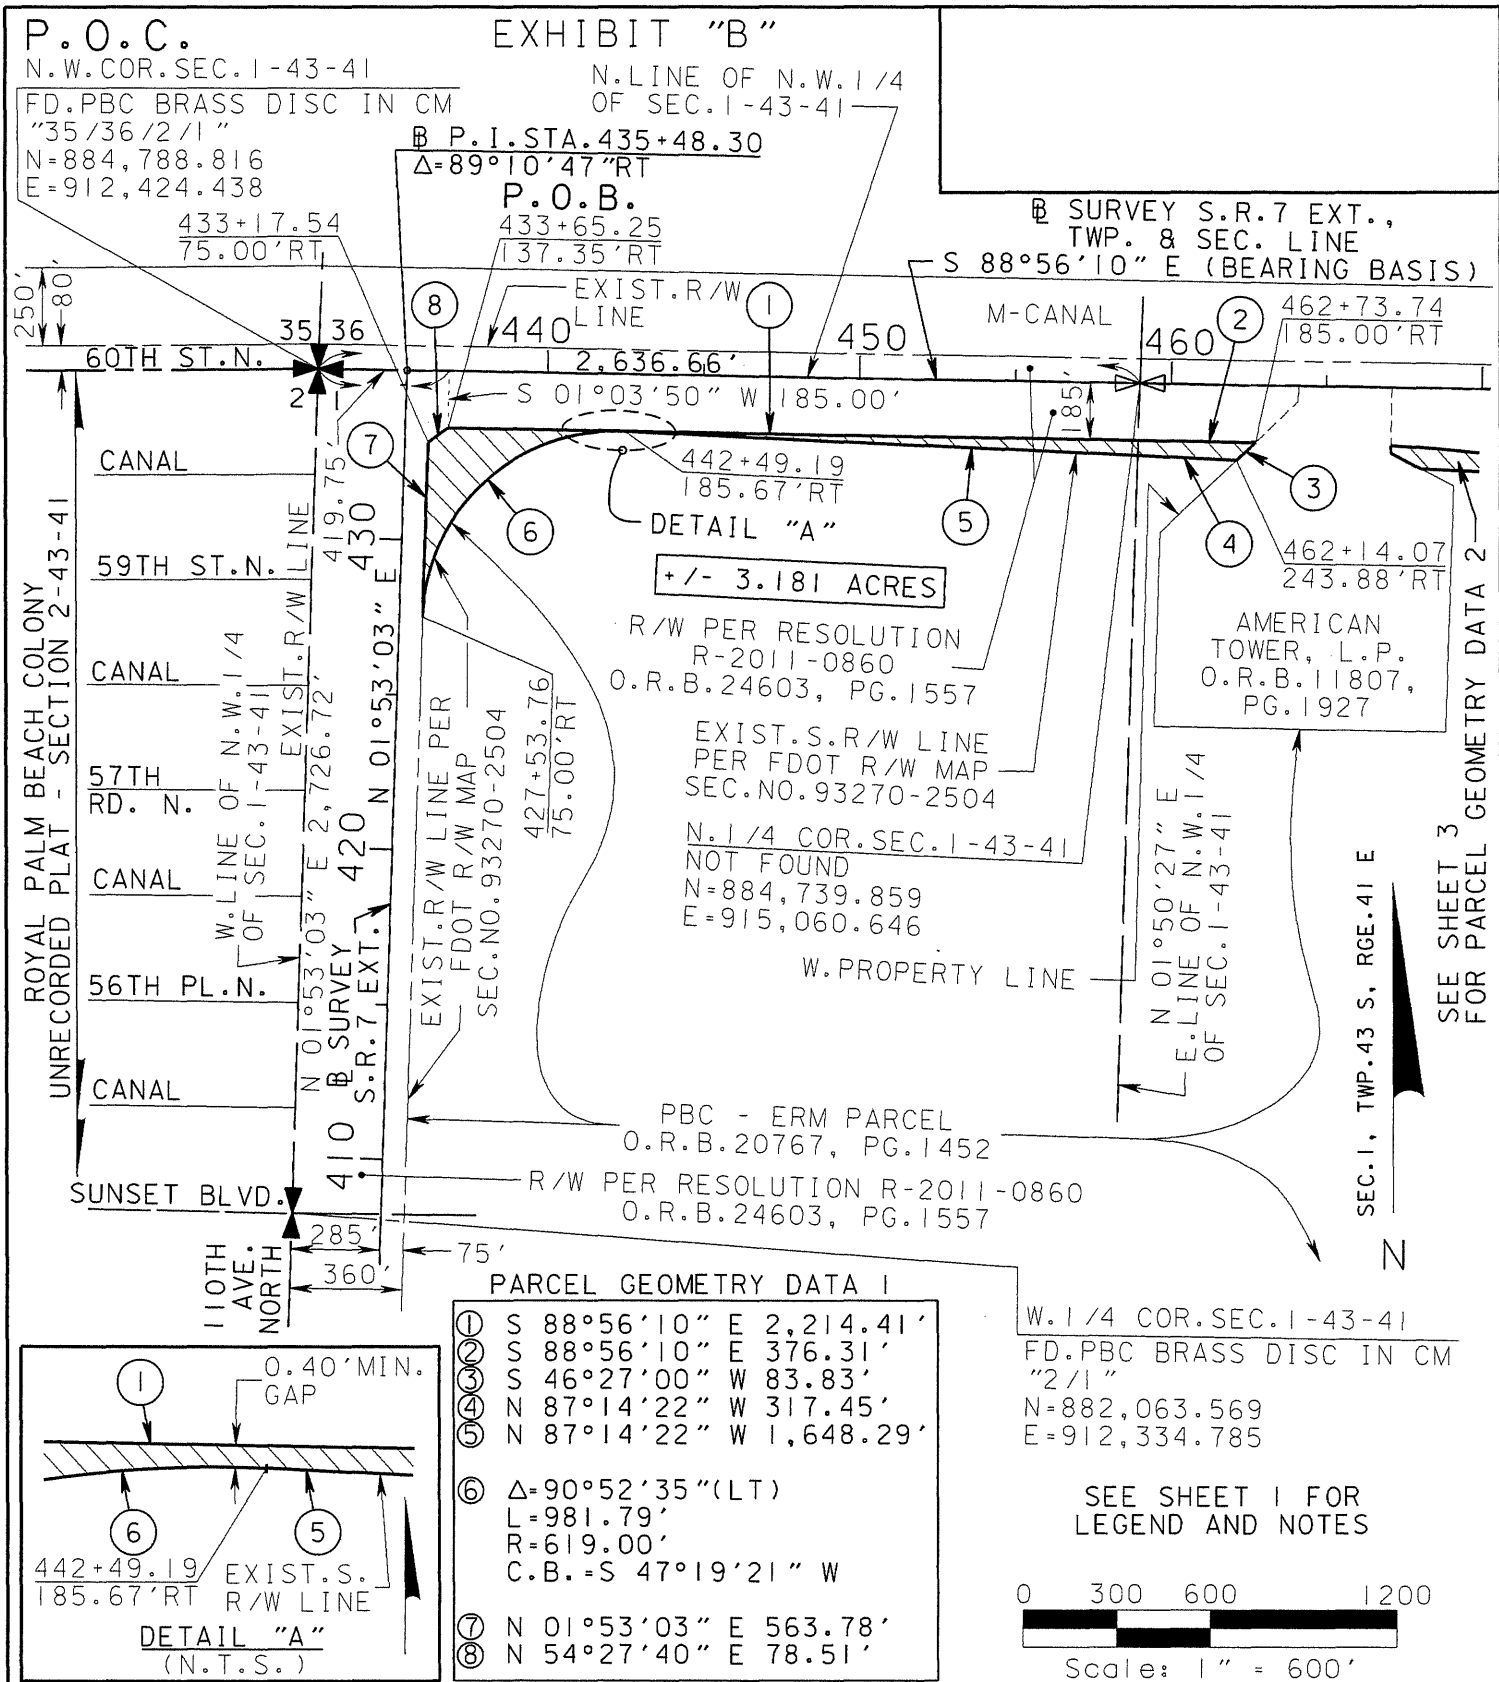 EXHIBIT "B"
P.O.C.
N.W.COR.SEC.1-43-41
FD.PBC BRASS DISC IN CM
"35/36/2/1"
N=884,788.816
E=912,424.438
N.LINE OF N.W.1/4
OF SEC.1-43-41
B P.I.STA.435+48.30
Δ=89°10'47"RT
P.O.B.
433+17.54
75.00'RT
433+65.25
137.35'RT
B SURVEY S.R.7 EXT.,
TWP. & SEC. LINE
S 88°56'10" E (BEARING BASIS)
250'
80'
EXIST.R/W
LINE
8
1
M-CANAL
2
462+73.74
185.00'RT
35 36
2
440
450
460
60TH ST.N.
2,636.66'
S 01°03'50" W 185.00'
185'
419.75'
7
CANAL
442+49.19
185.67'RT
6
DETAIL "A"
5
3
4
462+14.07
243.88'RT
430
59TH ST.N.
+/- 3.181 ACRES
R/W PER RESOLUTION
R-2011-0860
O.R.B.24603, PG.1557
AMERICAN
TOWER, L.P.
O.R.B.11807,
PG.1927
CANAL
EXIST.R/W LINE
N 01°53'03" E
427+53.76
75.00'RT
EXIST.S.R/W LINE
PER FDOT R/W MAP
SEC.NO.93270-2504
57TH
RD. N.
420
EXIST.R/W LINE PER
FDOT R/W MAP
SEC.NO.93270-2504
N.1/4 COR.SEC.1-43-41
NOT FOUND
N=884,739.859
E=915,060.646
CANAL
W.LINE OF N.W.1/4
OF SEC.1-43-41
N 01°53'03" E 2,726.72'
B SURVEY
S.R.7 EXT.
W.PROPERTY LINE
N 01°50'27" E
E.LINE OF N.W.1/4
OF SEC.1-43-41
SEE SHEET 3
FOR PARCEL GEOMETRY DATA 2
SEC.1, TWP.43 S, RGE.41 E
N
56TH PL.N.
ROYAL PALM BEACH COLONY
UNRECORDED PLAT - SECTION 2-43-41
CANAL
410
PBC - ERM PARCEL
O.R.B.20767, PG.1452
R/W PER RESOLUTION R-2011-0860
O.R.B.24603, PG.1557
SUNSET BLVD.
285'
75'
360'
110TH
AVE.
NORTH
W.1/4 COR.SEC.1-43-41
FD.PBC BRASS DISC IN CM
"2/1"
N=882,063.569
E=912,334.785
PARCEL GEOMETRY DATA 1
1 S 88°56'10" E 2,214.41'
2 S 88°56'10" E 376.31'
3 S 46°27'00" W 83.83'
4 N 87°14'22" W 317.45'
5 N 87°14'22" W 1,648.29'
6 Δ=90°52'35"(LT)
L=981.79'
R=619.00'
C.B.=S 47°19'21" W
7 N 01°53'03" E 563.78'
8 N 54°27'40" E 78.51'
1
0.40'MIN.
GAP
6
5
442+49.19
185.67'RT
EXIST.S.
R/W LINE
DETAIL "A"
(N.T.S.)
SEE SHEET 1 FOR
LEGEND AND NOTES
0 300 600 1200
Scale: 1" = 600'